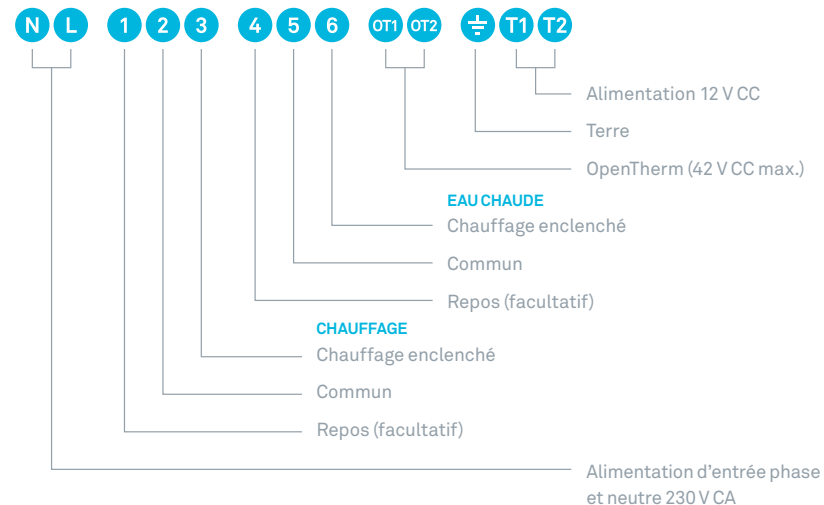 N L 1 2 3 4 5 6 OT1 OT2 T1 T2
Alimentation 12 V CC
Terre
OpenTherm (42 V CC max.)
EAU CHAUDE
Chauffage enclenché
Commun
Repos (facultatif)
CHAUFFAGE
Chauffage enclenché
Commun
Repos (facultatif)
Alimentation d'entrée phase
et neutre 230 V CA